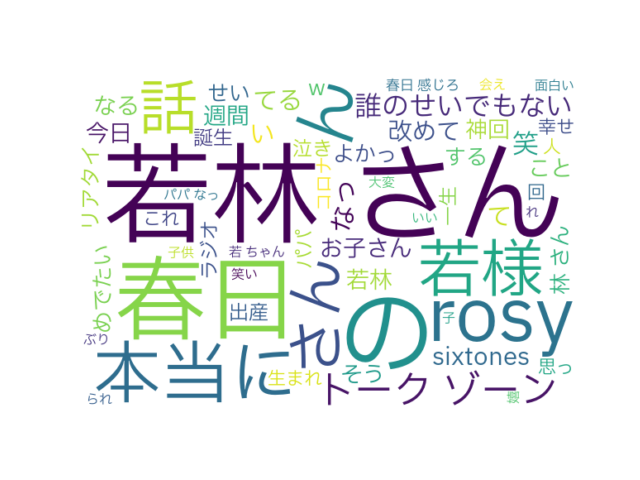 春日 感じろ
会え
面白い
なる
せい
てる
w
誰のせいでもない
話
週間
ん
い
今日
誕生
改めて
神回
幸せ
泣き
よかっ
する
笑
人
こと
リアタイ
若林 さん
コロナ
なっ
大変
一生
回
れ
パパ なっ
これ
いい
て
ラジオ
お子さん
パパ
若様
林 さん
子供
若 ちゃん
笑い
若林
めでたい
春日
さん
の
rosy
出産
子
ぶり
sixtones
本当に
生まれ
そう
思っ
トーク ゾーン
られ